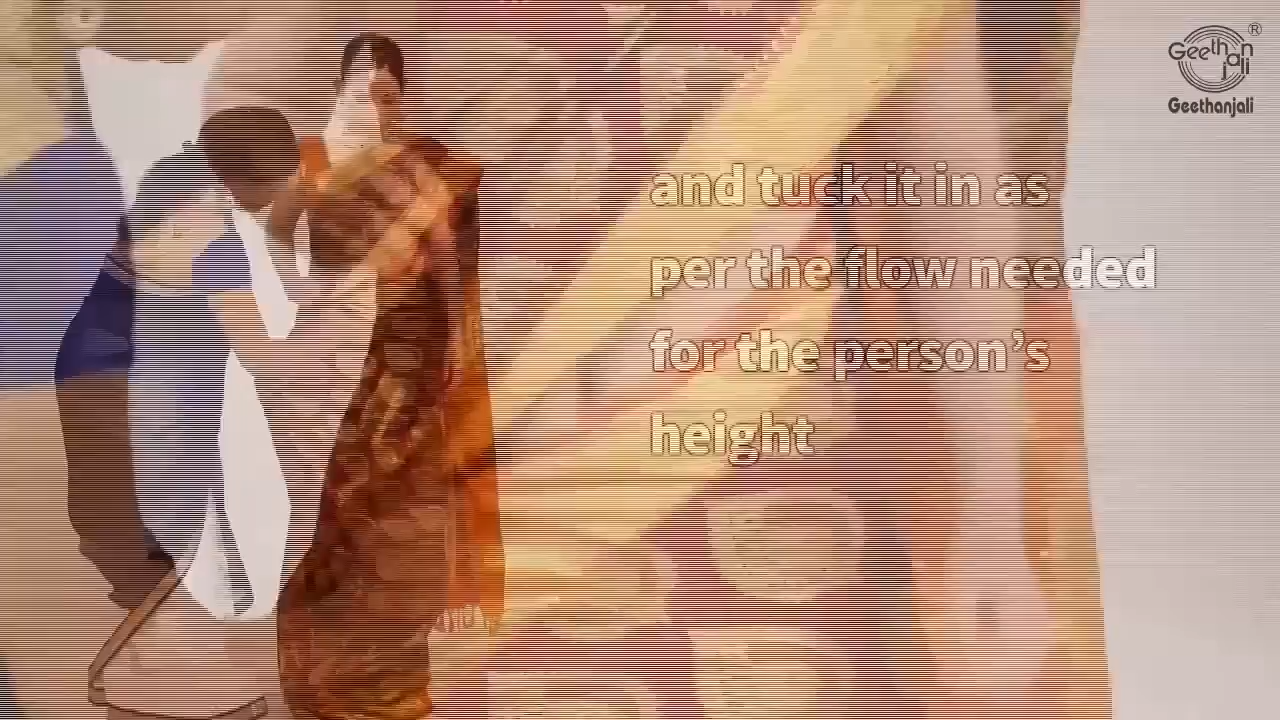 Geethanjali
®
Geethanjali
and tuck it in as
per the flow needed
for the person’s
height